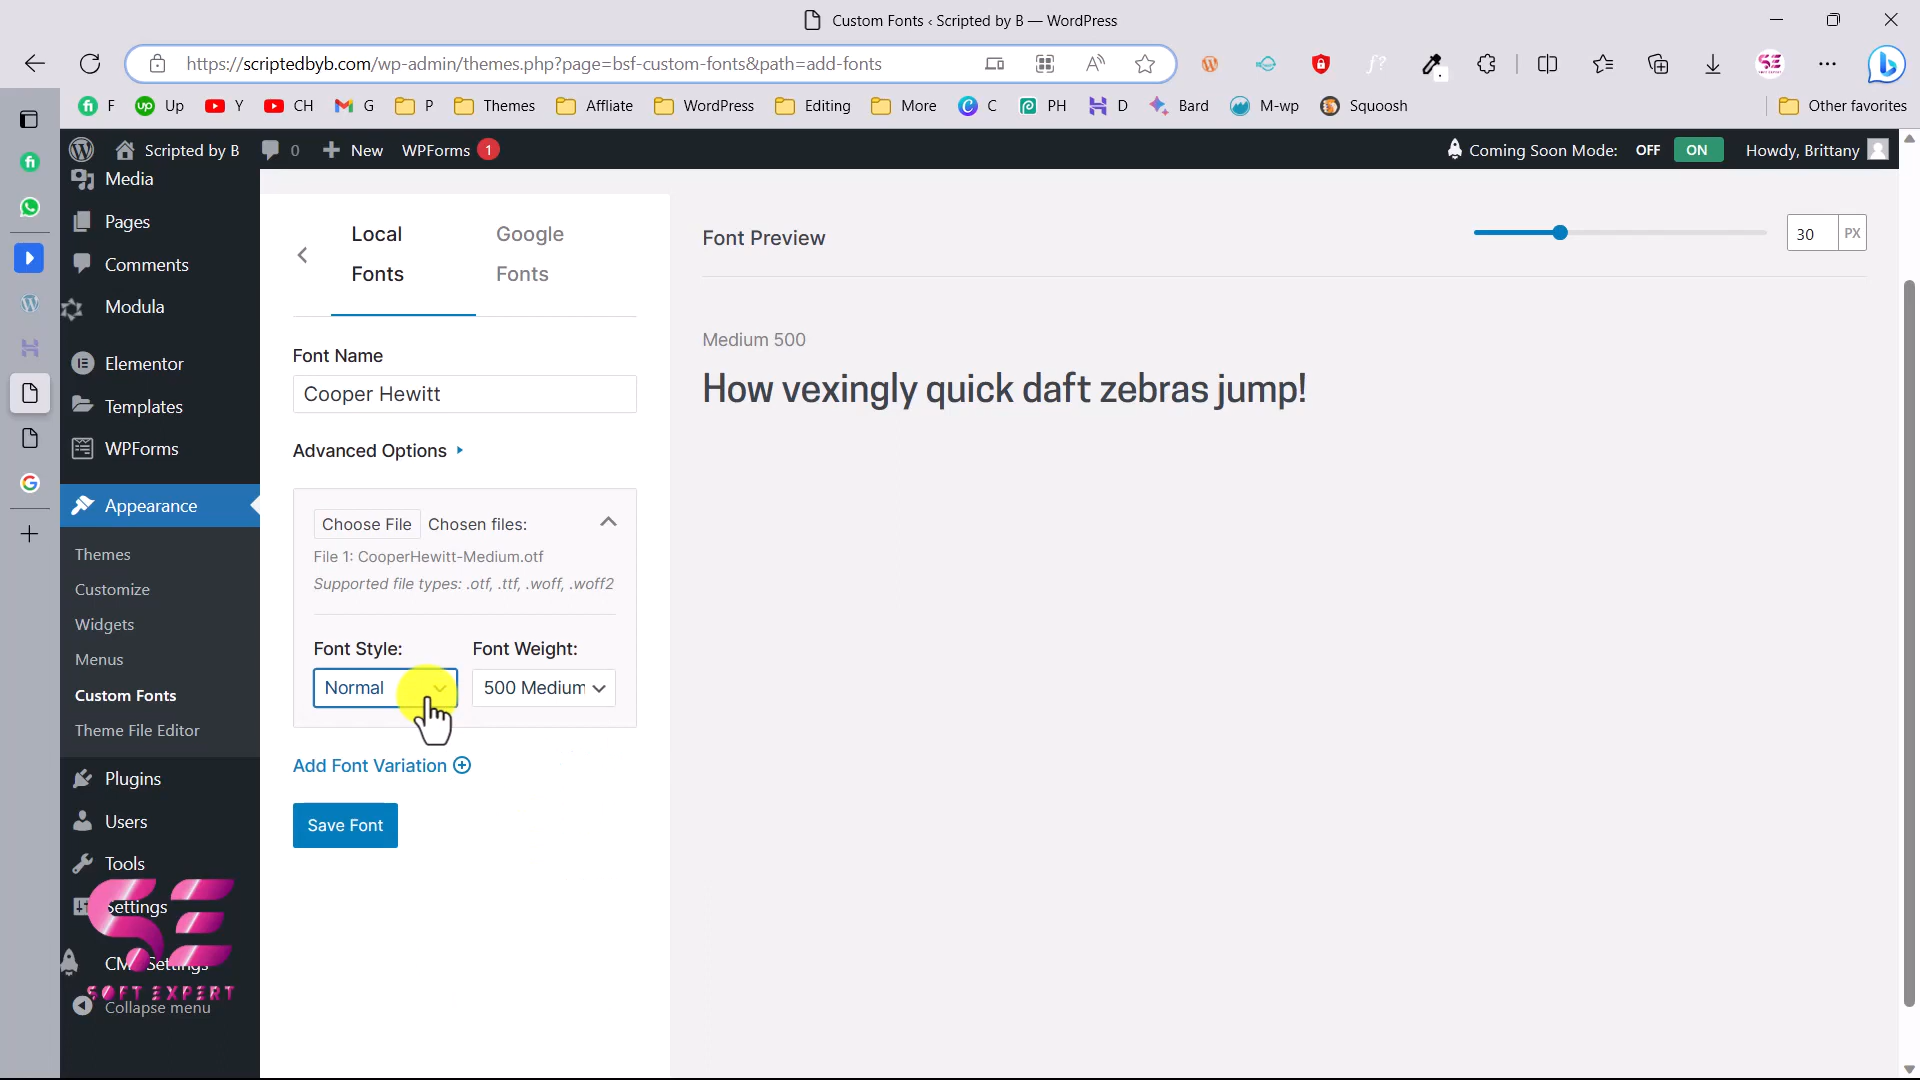 Custom Fonts ‹ Scripted by B — WordPress
https://scriptedbyb.com/wp-admin/themes.php?page=bsf-custom-fonts&path=add-fonts
F Up Y CH G P Themes Affliate WordPress Editing More C PH D Bard M-wp Squoosh Other favorites
Scripted by B 0 New WPForms 1 Coming Soon Mode: OFF ON Howdy, Brittany
Media
Pages
Comments
Modula
Elementor
Templates
WPForms
Appearance
Themes
Customize
Widgets
Menus
Custom Fonts
Theme File Editor
Plugins
Users
Tools
Settings
SOFT EXPERT
Collapse menu
Local
Fonts
Google
Fonts
Font Name
Cooper Hewitt
Advanced Options
Choose File Chosen files:
File 1: CooperHewitt-Medium.otf
Supported file types: .otf, .ttf, .woff, .woff2
Font Style: Font Weight:
Normal 500 Medium
Add Font Variation
Save Font
Font Preview
30 PX
Medium 500
How vexingly quick daft zebras jump!